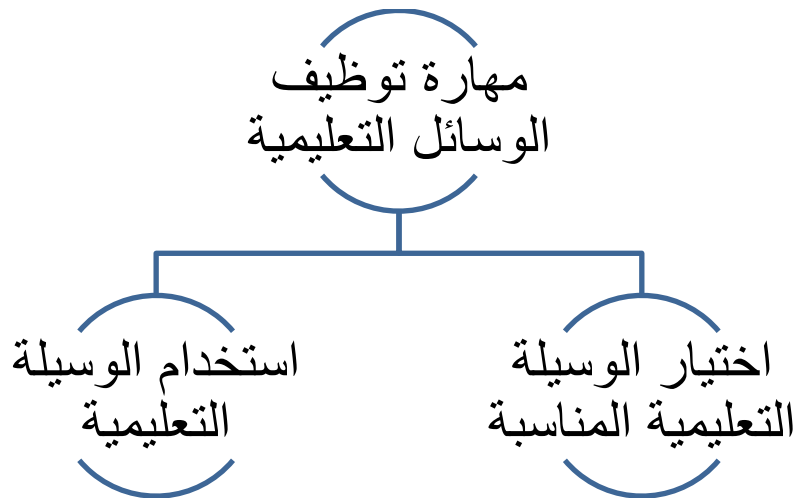 مهارة توظيف
الوسائل التعليمية
اختيار الوسيلة
التعليمية المناسبة
استخدام الوسيلة
التعليمية